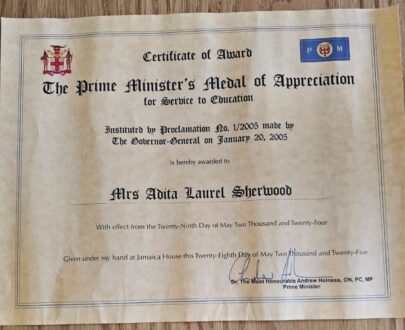 P M
Certificate of Award
The Prime Minister's Medal of Appreciation
for Service to Education
Instituted by Proclamation No. 1/2005 made by
The Governor-General on January 20, 2005
is hereby awarded to
Mrs Adita Laurel Sherwood
With effect from the Twenty-Ninth Day of May Two Thousand and Twenty-Four
Given under my hand at Jamaica House this Twenty-Eighth Day of May Two Thousand and Twenty-Five
Dr. The Most Honourable Andrew Holness, ON, PC, MP
Prime Minister